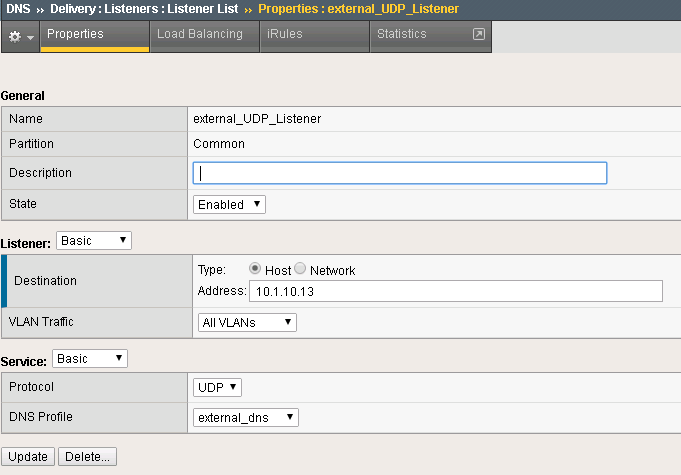 DNS ›› Delivery : Listeners : Listener List ›› Properties : external_UDP_Listener
Properties Load Balancing iRules Statistics
General
Name external_UDP_Listener
Partition Common
Description
State Enabled
Listener: Basic
Destination Type: Host Network
Address: 10.1.10.13
VLAN Traffic All VLANs
Service: Basic
Protocol UDP
DNS Profile external_dns
Update Delete...